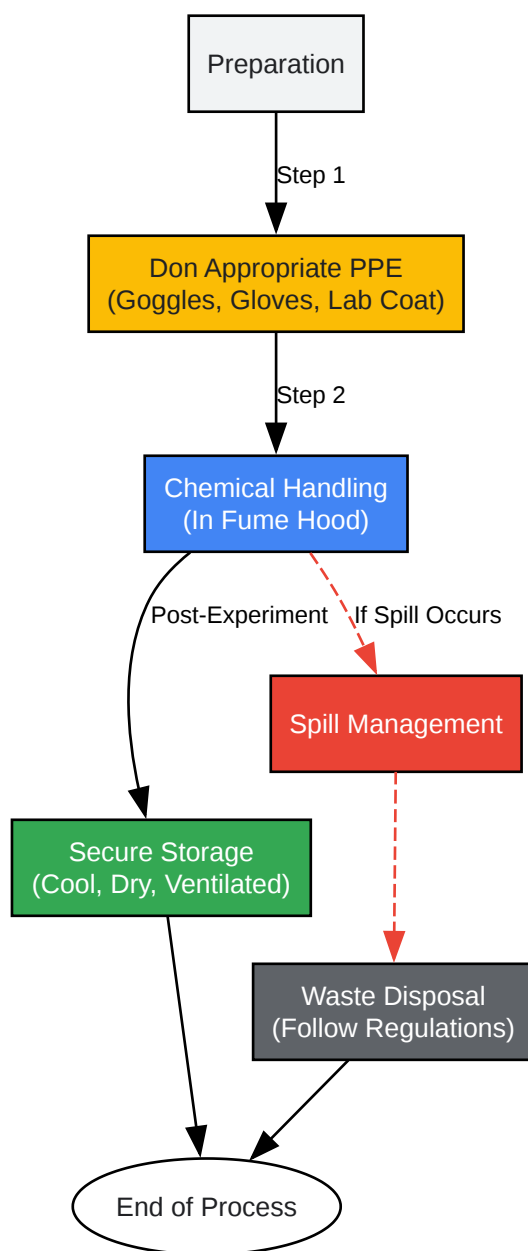 Preparation
Step 1
Don Appropriate PPE
(Goggles, Gloves, Lab Coat)
Step 2
Chemical Handling
(In Fume Hood)
Post-Experiment
If Spill Occurs
Spill Management
Secure Storage
(Cool, Dry, Ventilated)
Waste Disposal
(Follow Regulations)
End of Process